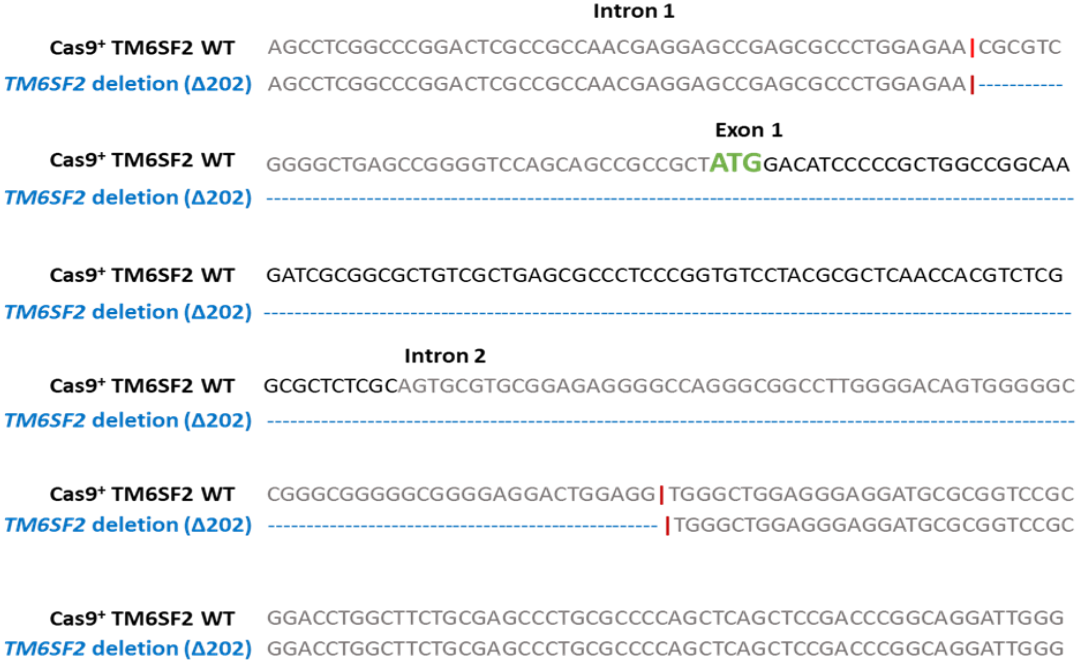 Intron 1
Cas9⁺ TM6SF2 WT AGCCTCGGCCCGGACTCGCCGCCAACGAGGAGCCGAGCGCCCTGGAGAA|CGCGTC
TM6SF2 deletion (Δ202) AGCCTCGGCCCGGACTCGCCGCCAACGAGGAGCCGAGCGCCCTGGAGAA|-----------
Exon 1
Cas9⁺ TM6SF2 WT GGGGCTGAGCCGGGGTCCAGCAGCCGCCGCTATGGACATCCCCCGCTGGCCGGCAA
TM6SF2 deletion (Δ202) --------------------------------------------------------
Cas9⁺ TM6SF2 WT GATCGCGGCGCTGTCGCTGAGCGCCCTCCCGGTGTCCTACGCGCTCAACCACGTCTCG
TM6SF2 deletion (Δ202) --------------------------------------------------------
Intron 2
Cas9⁺ TM6SF2 WT GCGCTCTCGCAGTGCGTGCGGAGAGGGGCCAGGGCGGCCTTGGGGACAGTGGGGGC
TM6SF2 deletion (Δ202) --------------------------------------------------------
Cas9⁺ TM6SF2 WT CGGGCGGGGGCGGGGAGGACTGGAGG|TGGGCTGGAGGGAGGATGCGCGGTCCGC
TM6SF2 deletion (Δ202) --------------------------|TGGGCTGGAGGGAGGATGCGCGGTCCGC
Cas9⁺ TM6SF2 WT GGACCTGGCTTCTGCGAGCCCTGCGCCCCAGCTCAGCTCCGACCCGGCAGGATTGGG
TM6SF2 deletion (Δ202) GGACCTGGCTTCTGCGAGCCCTGCGCCCCAGCTCAGCTCCGACCCGGCAGGATTGGG